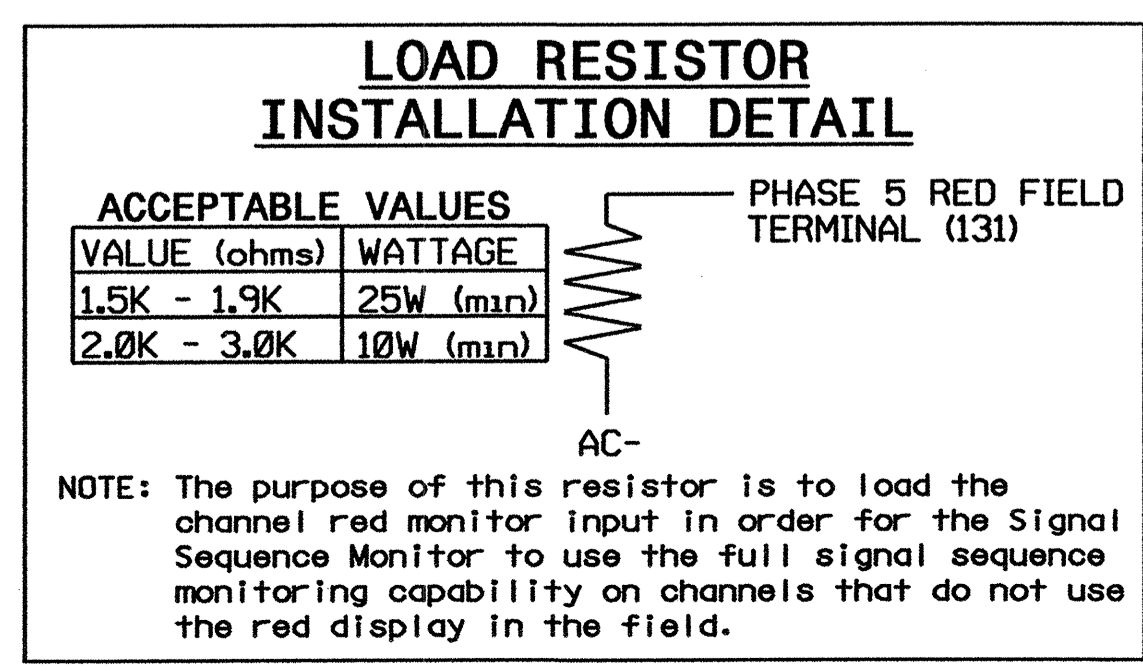 LOAD RESISTOR
INSTALLATION DETAIL
ACCEPTABLE VALUES
VALUE (ohms) WATTAGE
1.5K - 1.9K 25W (min)
2.0K - 3.0K 10W (min)
PHASE 5 RED FIELD
TERMINAL (131)
AC-
NOTE: The purpose of this resistor is to load the
channel red monitor input in order for the Signal
Sequence Monitor to use the full signal sequence
monitoring capability on channels that do not use
the red display in the field.